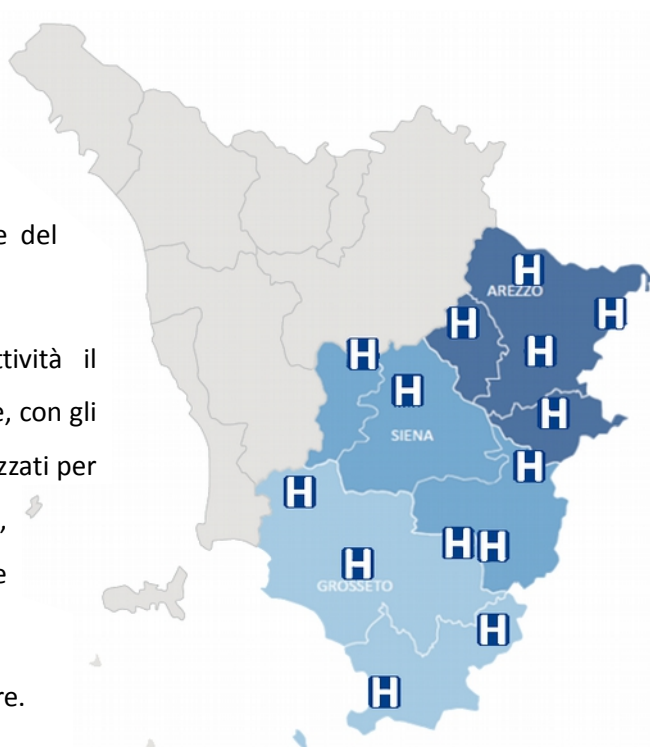 e del
ttività il
e, con gli
zzati per
,
e
re.
H
AREZZO
H
H
H
H
H
H
SIENA
H
H
H
H
H
GROSSETO
H
H